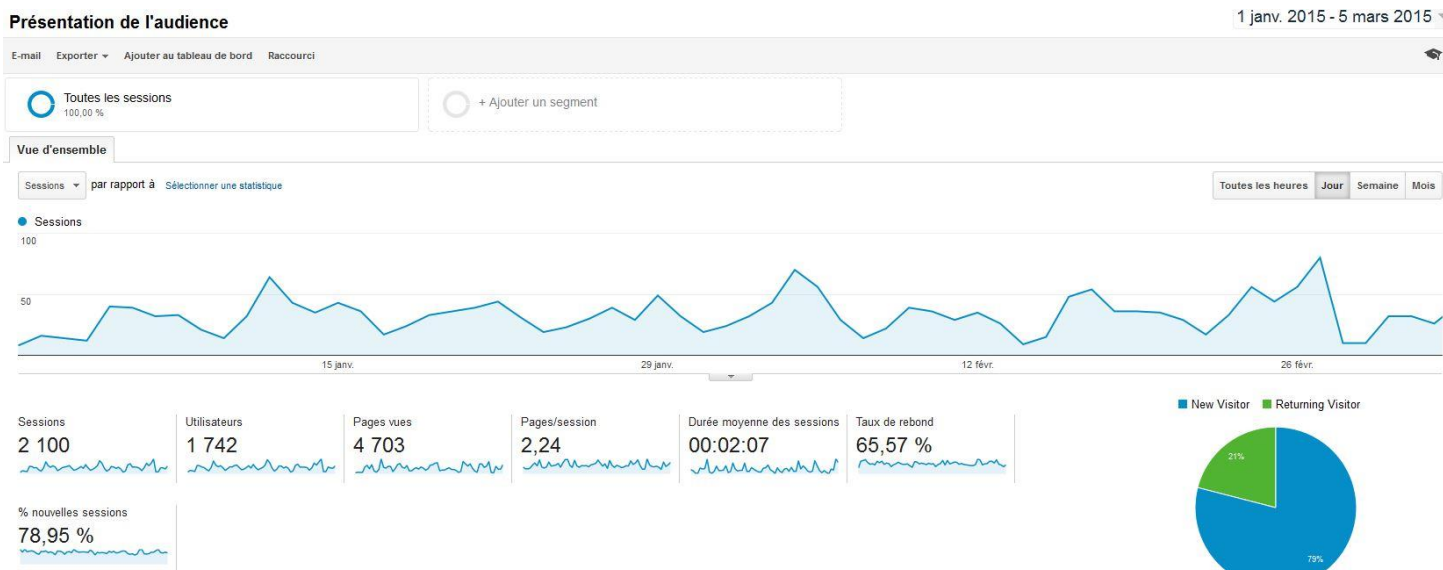 Présentation de l'audience
1 janv. 2015 - 5 mars 2015
E-mail Exporter Ajouter au tableau de bord Raccourci
Toutes les sessions
100,00 %
+ Ajouter un segment
Vue d'ensemble
Sessions par rapport à Sélectionner une statistique
Toutes les heures Jour Semaine Mois
Sessions
100
50
15 janv. 29 janv. 12 févr. 26 févr.
New Visitor Returning Visitor
Sessions Utilisateurs Pages vues Pages/session Durée moyenne des sessions Taux de rebond
2 100 1 742 4 703 2,24 00:02:07 65,57 %
21%
% nouvelles sessions
78,95 %
79%